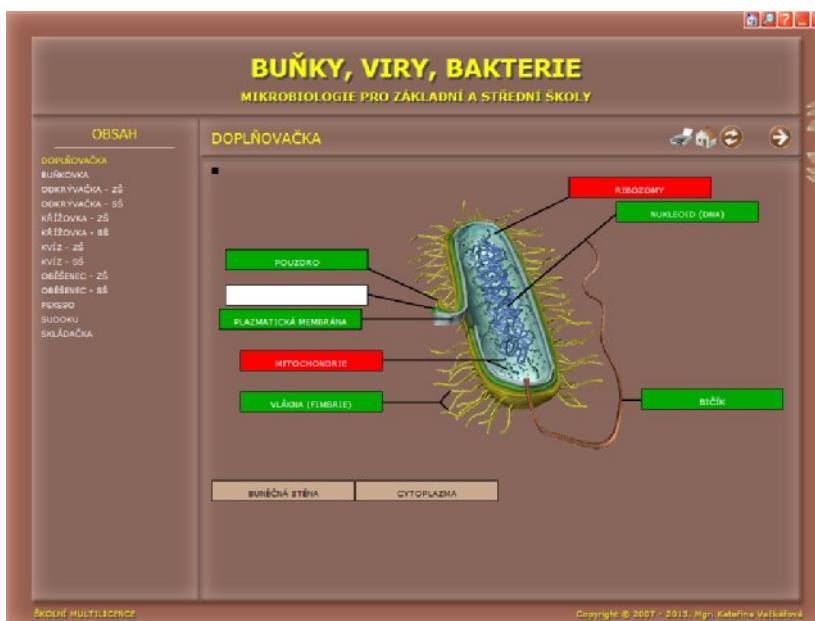 BUŇKY, VIRY, BAKTERIE
MIKROBIOLOGIE PRO ZÁKLADNÍ A STŘEDNÍ ŠKOLY
OBSAH
DOPLŇOVAČKA
BUŇKOVKA
ODKRÝVAČKA - ZŠ
ODKRÝVAČKA - SŠ
KŘÍŽOVKA - ZŠ
KŘÍŽOVKA - SŠ
KVÍZ - ZŠ
KVÍZ - SŠ
OBĚŠENEC - ZŠ
OBĚŠENEC - SŠ
PEXESO
SUDOKU
SKLÁDAČKA
DOPLŇOVAČKA
RIBOZOMY
NUKLEOID (DNA)
POUZDRO
PLAZMATICKÁ MEMBRÁNA
MITOCHONDRIE
VLÁKNA (FIMBRIE)
BIČÍK
BUNĚČNÁ STĚNA
CYTOPLAZMA
ŠKOLNÍ MULTILICENCE
Copyright © 2007 - 2013. Mgr. Kateřina